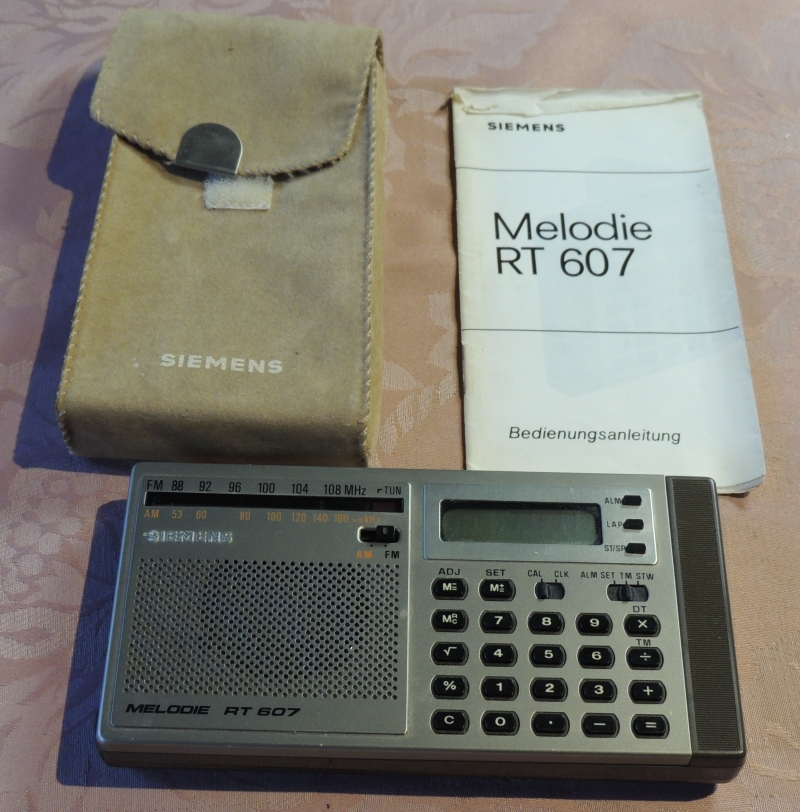 SIEMENS
SIEMENS
Melodie
RT 607
Bedienungsanleitung
FM 88 92 96 100 104 108 MHz TUN
AM 53 60 80 100 120 140 160
SIEMENS
AM FM
MELODIE RT 607
ALM
LAP
ST/SP
ADJ SET CAL CLK ALM SET TM STW
M= M±
DT
MRC 7 8 9 ×
TM
√ 4 5 6 ÷
% 1 2 3 +
C 0 · − =